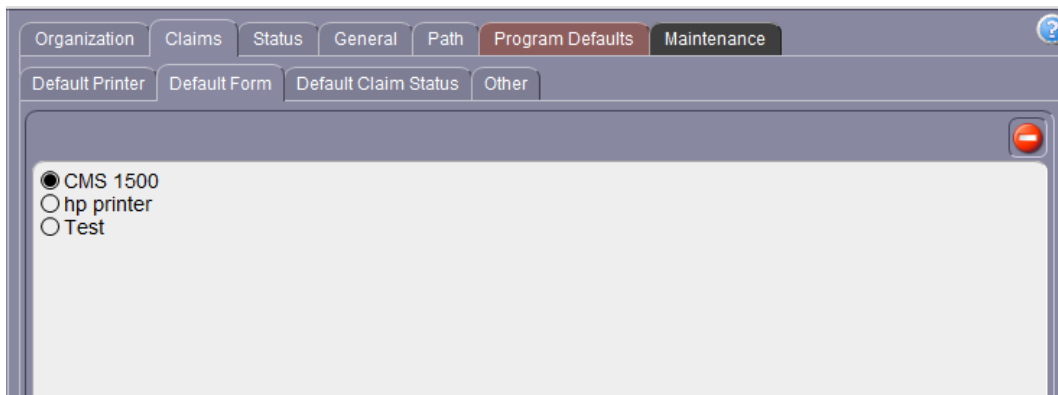 Organization Claims Status General Path Program Defaults Maintenance
?
Default Printer Default Form Default Claim Status Other
CMS 1500
hp printer
Test